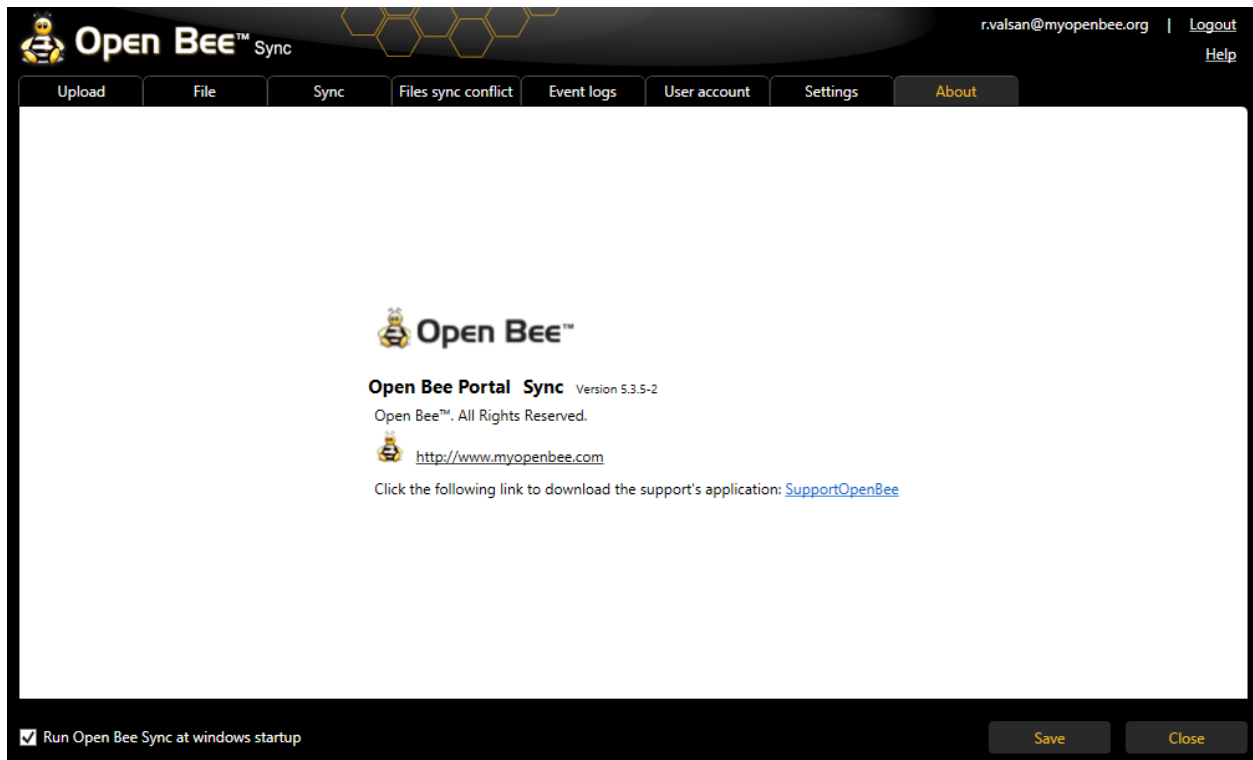 Open Bee™ Sync
r.valsan@myopenbee.org | Logout
Help
Upload File Sync Files sync conflict Event logs User account Settings About
Open Bee™
Open Bee Portal Sync Version 5.3.5-2
Open Bee™. All Rights Reserved.
http://www.myopenbee.com
Click the following link to download the support's application: SupportOpenBee
Run Open Bee Sync at windows startup
Save Close